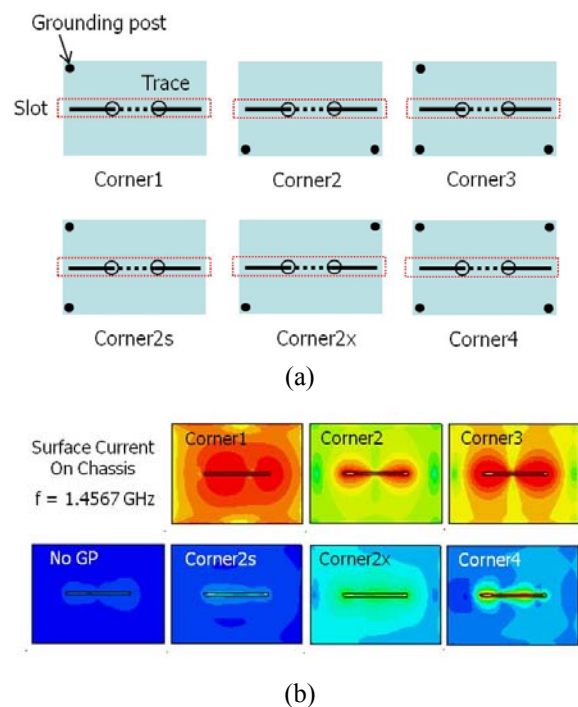 Grounding post
Trace
Slot
Corner1
Corner2
Corner3
Corner2s
Corner2x
Corner4
(a)
Surface Current
On Chassis
f = 1.4567 GHz
Corner1
Corner2
Corner3
No GP
Corner2s
Corner2x
Corner4
(b)